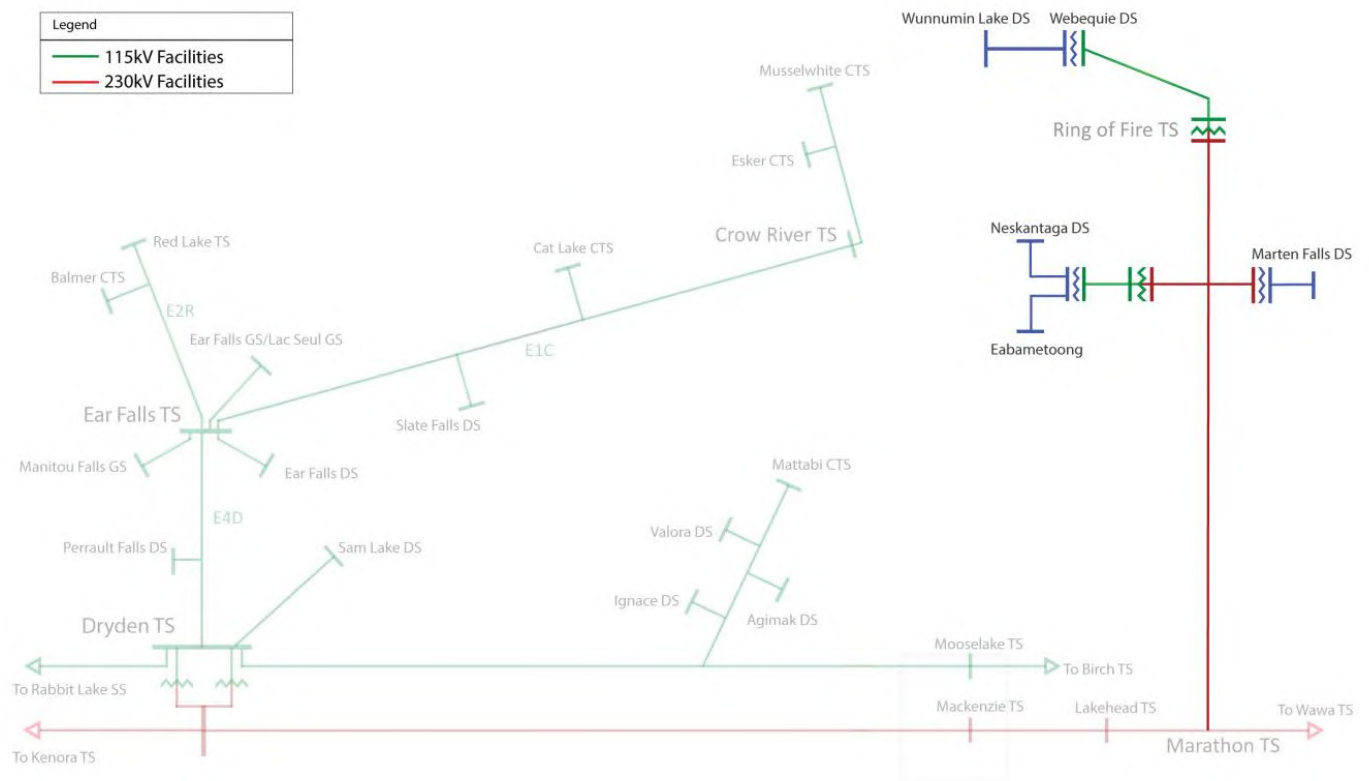 Legend
115kV Facilities
230kV Facilities
Wunnumin Lake DS
Webequie DS
Musselwhite CTS
Ring of Fire TS
Esker CTS
Crow River TS
Neskantaga DS
Red Lake TS
Cat Lake CTS
Marten Falls DS
Balmer CTS
E2R
Ear Falls GS/Lac Seul GS
E1C
Eabametoong
Ear Falls TS
Slate Falls DS
Manitou Falls GS
Ear Falls DS
Mattabi CTS
E4D
Valora DS
Perrault Falls DS
Sam Lake DS
Ignace DS
Agimak DS
Dryden TS
Mooselake TS
To Birch TS
To Rabbit Lake SS
Mackenzie TS
Lakehead TS
To Wawa TS
Marathon TS
To Kenora TS